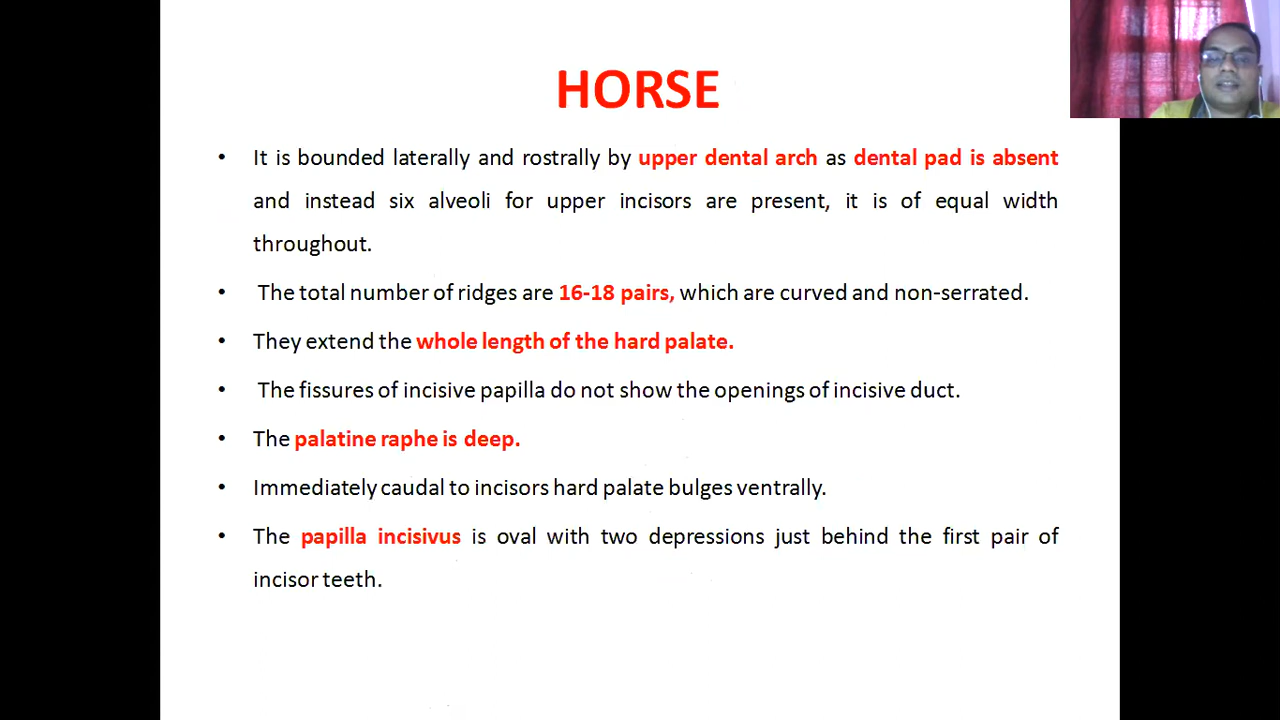 HORSE
• It is bounded laterally and rostrally by upper dental arch as dental pad is absent
and instead six alveoli for upper incisors are present, it is of equal width
throughout.
• The total number of ridges are 16-18 pairs, which are curved and non-serrated.
• They extend the whole length of the hard palate.
• The fissures of incisive papilla do not show the openings of incisive duct.
• The palatine raphe is deep.
• Immediately caudal to incisors hard palate bulges ventrally.
• The papilla incisivus is oval with two depressions just behind the first pair of
incisor teeth.